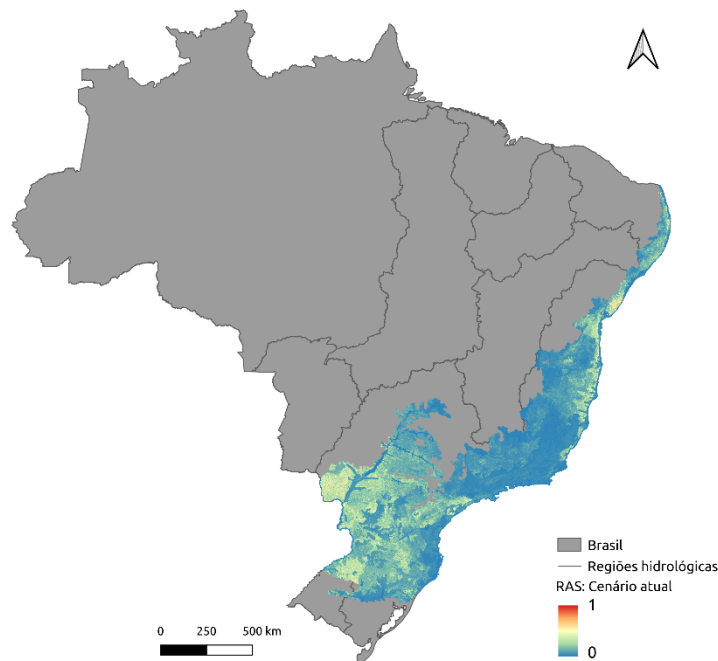 Brasil
Regiões hidrológicas
RAS: Cenário atual
1
0
0 250 500 km